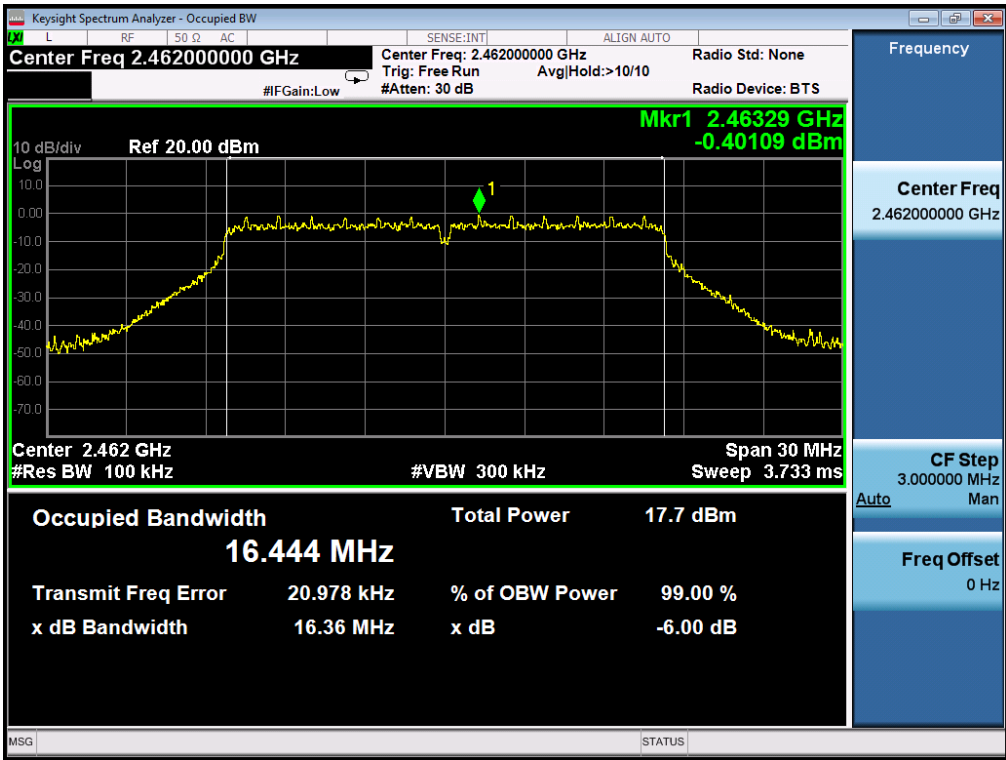 Keysight Spectrum Analyzer - Occupied BW
LXI L RF 50 Ω AC SENSE:INT ALIGN AUTO
Center Freq 2.462000000 GHz
Center Freq: 2.462000000 GHz Radio Std: None
Trig: Free Run Avg|Hold:>10/10
#IFGain:Low #Atten: 30 dB Radio Device: BTS
Mkr1 2.46329 GHz
-0.40109 dBm
10 dB/div Ref 20.00 dBm
Log
10.0
0.00
-10.0
-20.0
-30.0
-40.0
-50.0
-60.0
-70.0
1
Center 2.462 GHz Span 30 MHz
#Res BW 100 kHz #VBW 300 kHz Sweep 3.733 ms
Occupied Bandwidth Total Power 17.7 dBm
16.444 MHz
Transmit Freq Error 20.978 kHz % of OBW Power 99.00 %
x dB Bandwidth 16.36 MHz x dB -6.00 dB
Frequency
Center Freq
2.462000000 GHz
CF Step
3.000000 MHz
Auto Man
Freq Offset
0 Hz
MSG STATUS